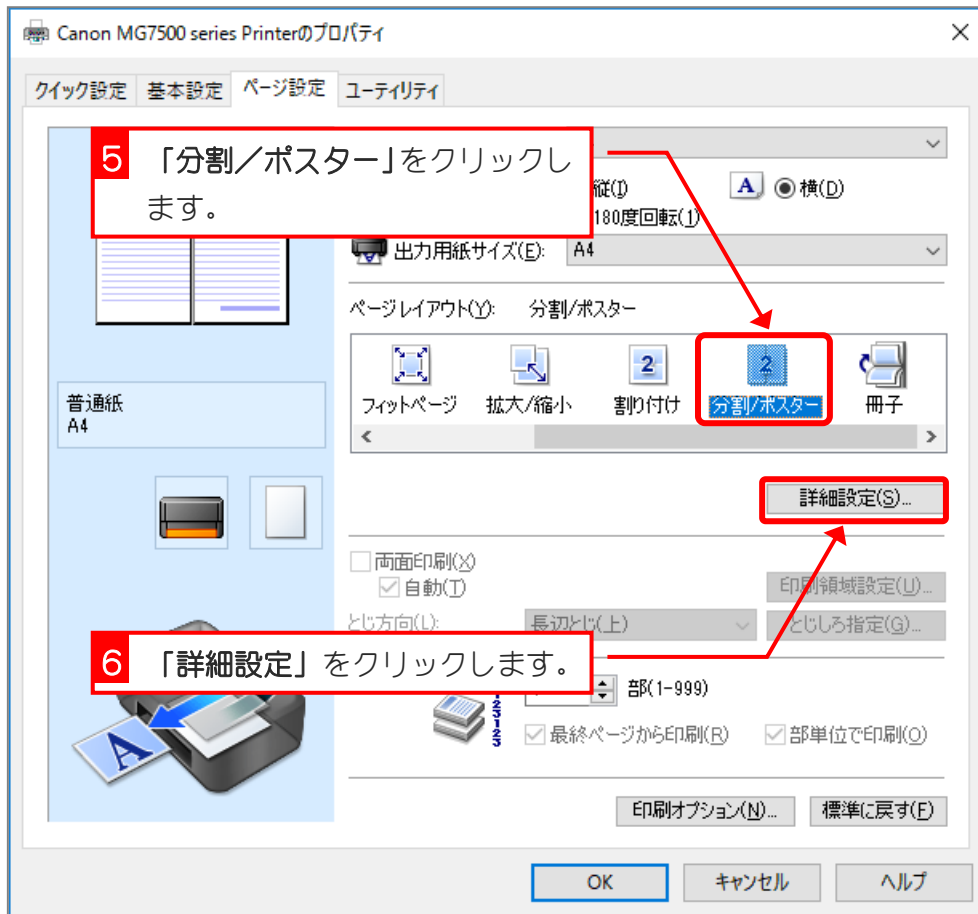 Canon MG7500 series Printerのプロパティ
クイック設定 基本設定 ページ設定 ユーティリティ
5 「分割／ポスター」をクリックし
ます。
縦(I) A 横(D)
180度回転(1)
出力用紙サイズ(E): A4
ページレイアウト(Y): 分割/ポスター
2 2
フィットページ 拡大/縮小 割り付け 分割/ポスター 冊子
普通紙
A4
詳細設定(S)...
両面印刷(X)
自動(T)
印刷領域設定(U)...
とじ方向(L): 長辺とじ(上) とじしろ指定(G)...
6 「詳細設定」をクリックします。
部(1-999)
123123
最終ページから印刷(R) 部単位で印刷(O)
A
印刷オプション(N)... 標準に戻す(F)
OK キャンセル ヘルプ